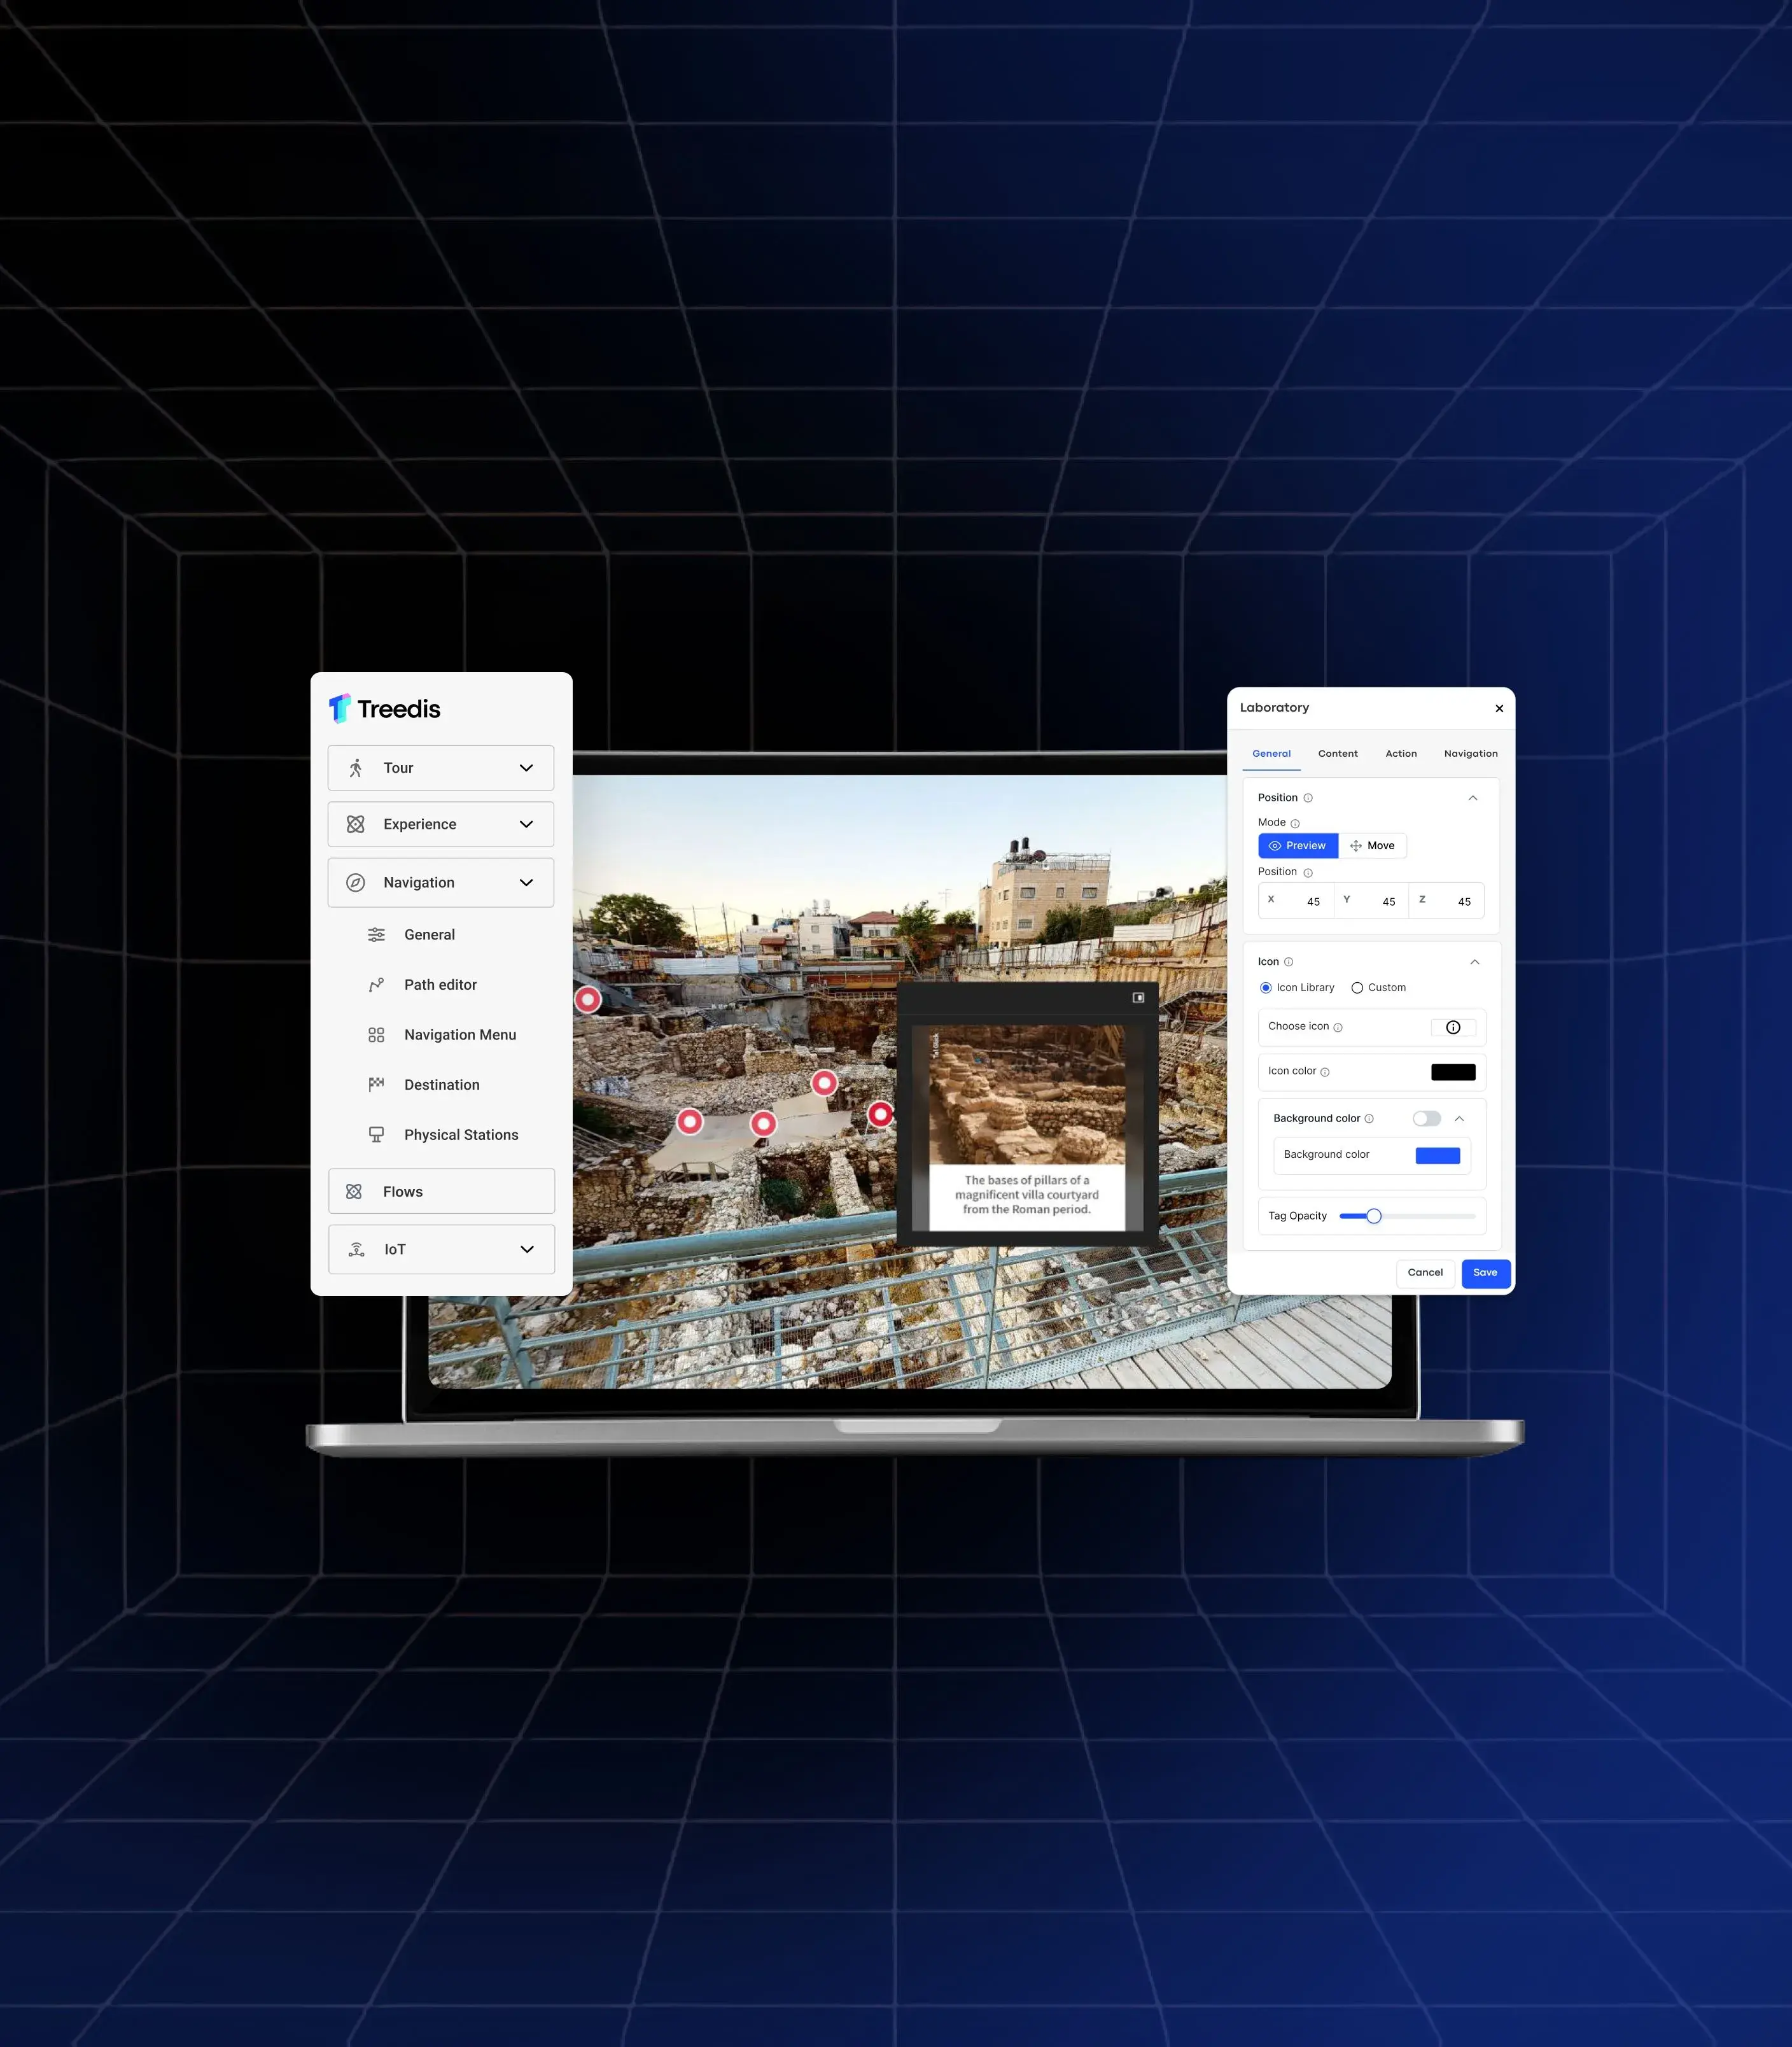 Treedis
Tour
Experience
Navigation
General
Path editor
Navigation Menu
Destination
Physical Stations
Flows
IoT
The bases of pillars of a
magnificent villa courtyard
from the Roman period.
Laboratory
General Content Action Navigation
Position
Mode
Preview Move
Position
X 45 Y 45 Z 45
Icon
Icon Library Custom
Choose icon
Icon color
Background color
Background color
Tag Opacity
Cancel Save